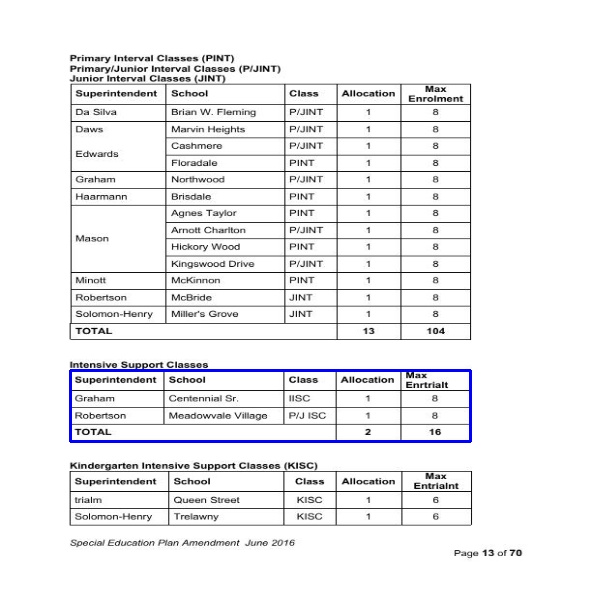 Primary Interval Classes (PINT)
Primary/Junior Interval Classes (P/JINT)
Junior Interval Classes (JINT)
Superintendent School Class Allocation Max Enrolment
Da Silva Brian W. Fleming P/JINT 1 8
Daws Marvin Heights P/JINT 1 8
Edwards Cashmere P/JINT 1 8
Floradale PINT 1 8
Graham Northwood P/JINT 1 8
Haarmann Brisdale PINT 1 8
Mason Agnes Taylor PINT 1 8
Arnott Charlton P/JINT 1 8
Hickory Wood PINT 1 8
Kingswood Drive P/JINT 1 8
Minott McKinnon PINT 1 8
Robertson McBride JINT 1 8
Solomon-Henry Miller's Grove JINT 1 8
TOTAL 13 104
Intensive Support Classes
Superintendent School Class Allocation Max Enrtrialt
Graham Centennial Sr. IISC 1 8
Robertson Meadowvale Village P/J ISC 1 8
TOTAL 2 16
Kindergarten Intensive Support Classes (KISC)
Superintendent School Class Allocation Max Entrialnt
trialm Queen Street KISC 1 6
Solomon-Henry Trelawny KISC 1 6
Special Education Plan Amendment June 2016
Page 13 of 70